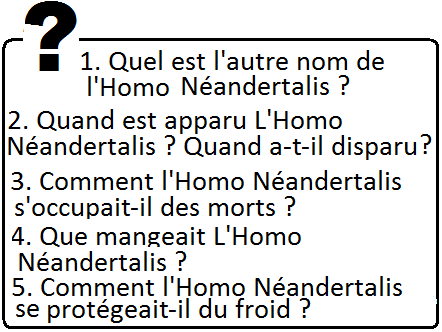 ?
1. Quel est l'autre nom de
l'Homo Néandertalis ?
2. Quand est apparu L'Homo
Néandertalis ? Quand a-t-il disparu?
3. Comment l'Homo Néandertalis
s'occupait-il des morts ?
4. Que mangeait L'Homo
Néandertalis ?
5. Comment l'Homo Néandertalis
se protégeait-il du froid ?